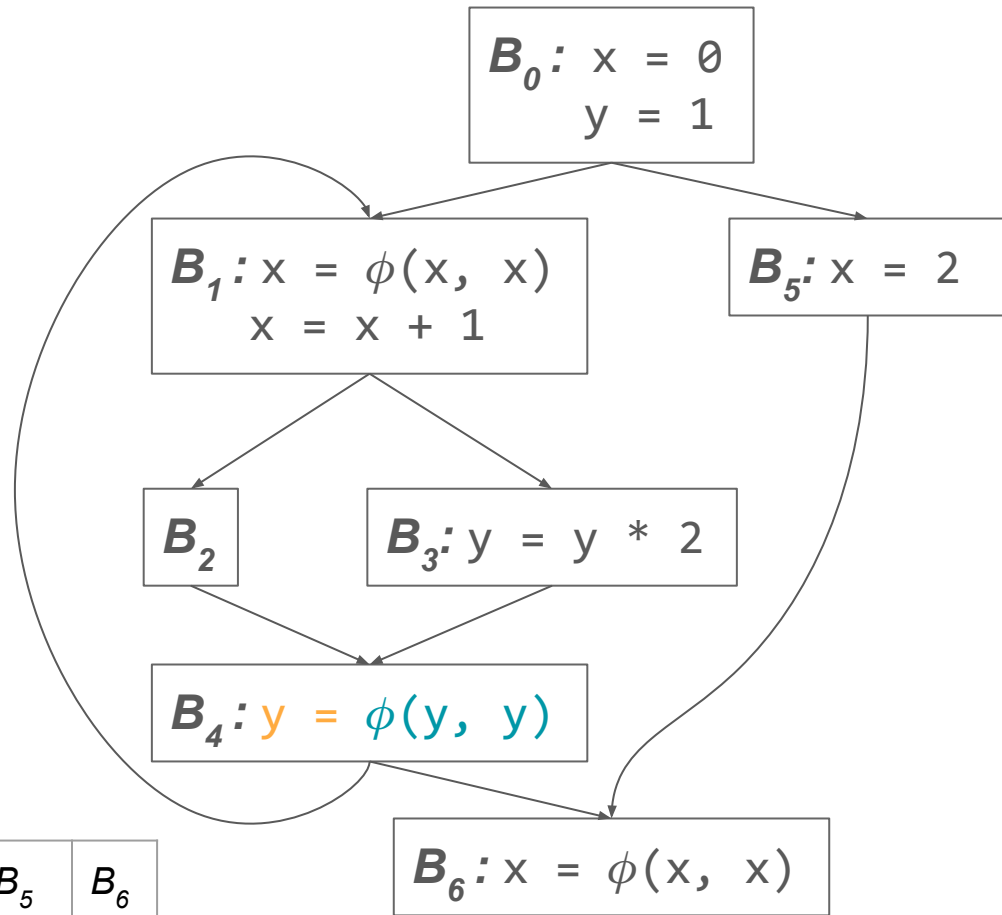 B₀: x = 0
y = 1
B₁: x = ϕ(x, x)
x = x + 1
B₅: x = 2
B₂
B₃: y = y * 2
B₄: y = ϕ(y, y)
B₆: x = ϕ(x, x)
B₅ B₆